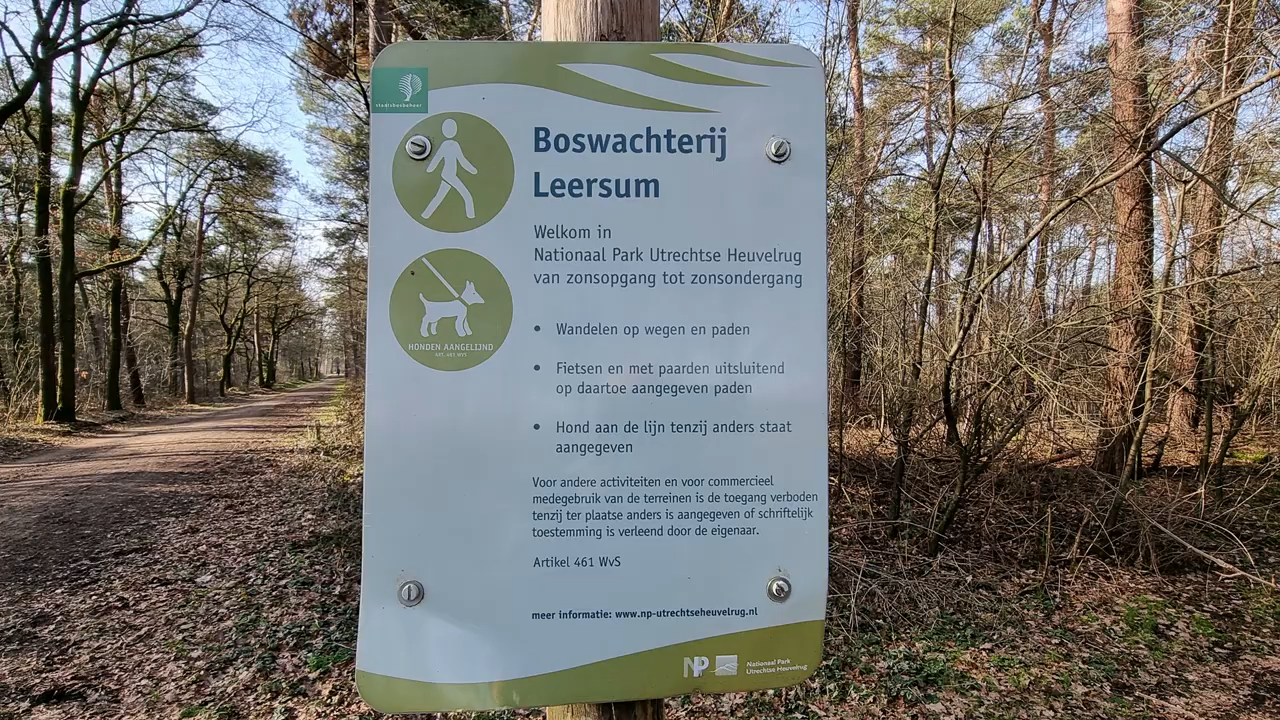 staatsbosbeheer
Boswachterij
Leersum
Welkom in
Nationaal Park Utrechtse Heuvelrug
van zonsopgang tot zonsondergang
HONDEN AANGELIJND
ART. 461 WVS
• Wandelen op wegen en paden
• Fietsen en met paarden uitsluitend
op daartoe aangegeven paden
• Hond aan de lijn tenzij anders staat
aangegeven
Voor andere activiteiten en voor commercieel
medegebruik van de terreinen is de toegang verboden
tenzij ter plaatse anders is aangegeven of schriftelijk
toestemming is verleend door de eigenaar.
Artikel 461 WvS
meer informatie: www.np-utrechtseheuvelrug.nl
NP
Nationaal Park
Utrechtse Heuvelrug